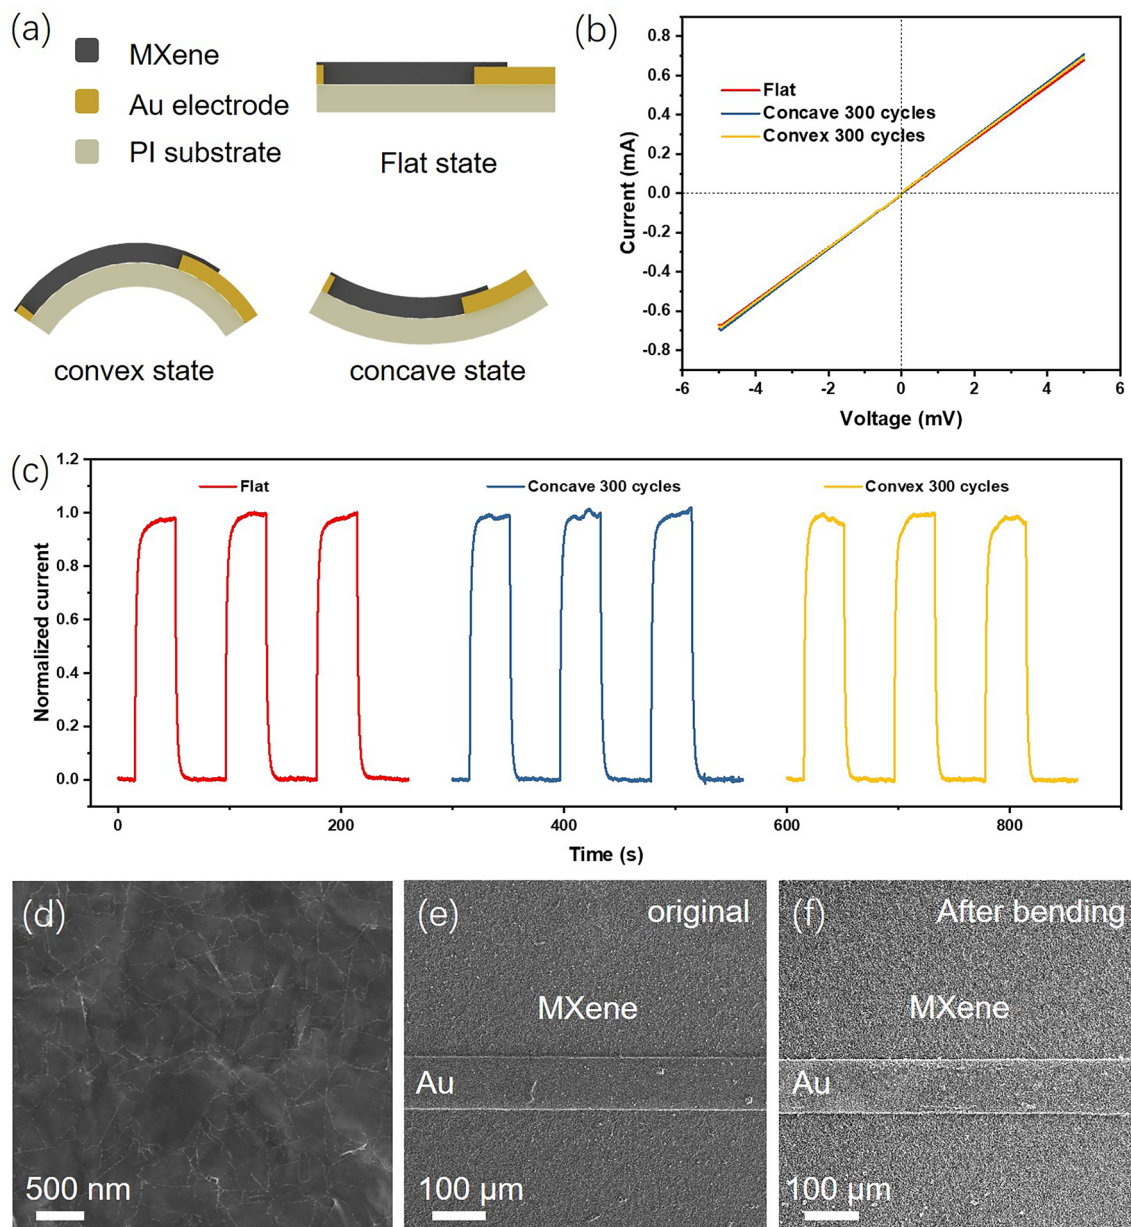 (a)
MXene
Au electrode
PI substrate
Flat state
convex state
concave state
(b)
0.8
0.6
0.4
0.2
0.0
-0.2
-0.4
-0.6
-0.8
Current (mA)
Flat
Concave 300 cycles
Convex 300 cycles
-6 -4 -2 0 2 4 6
Voltage (mV)
(c)
1.2
1.0
0.8
0.6
0.4
0.2
0.0
Normalized current
Flat
Concave 300 cycles
Convex 300 cycles
0 200 400 600 800
Time (s)
(d)
500 nm
(e)
original
MXene
Au
100 μm
(f)
After bending
MXene
Au
100 μm